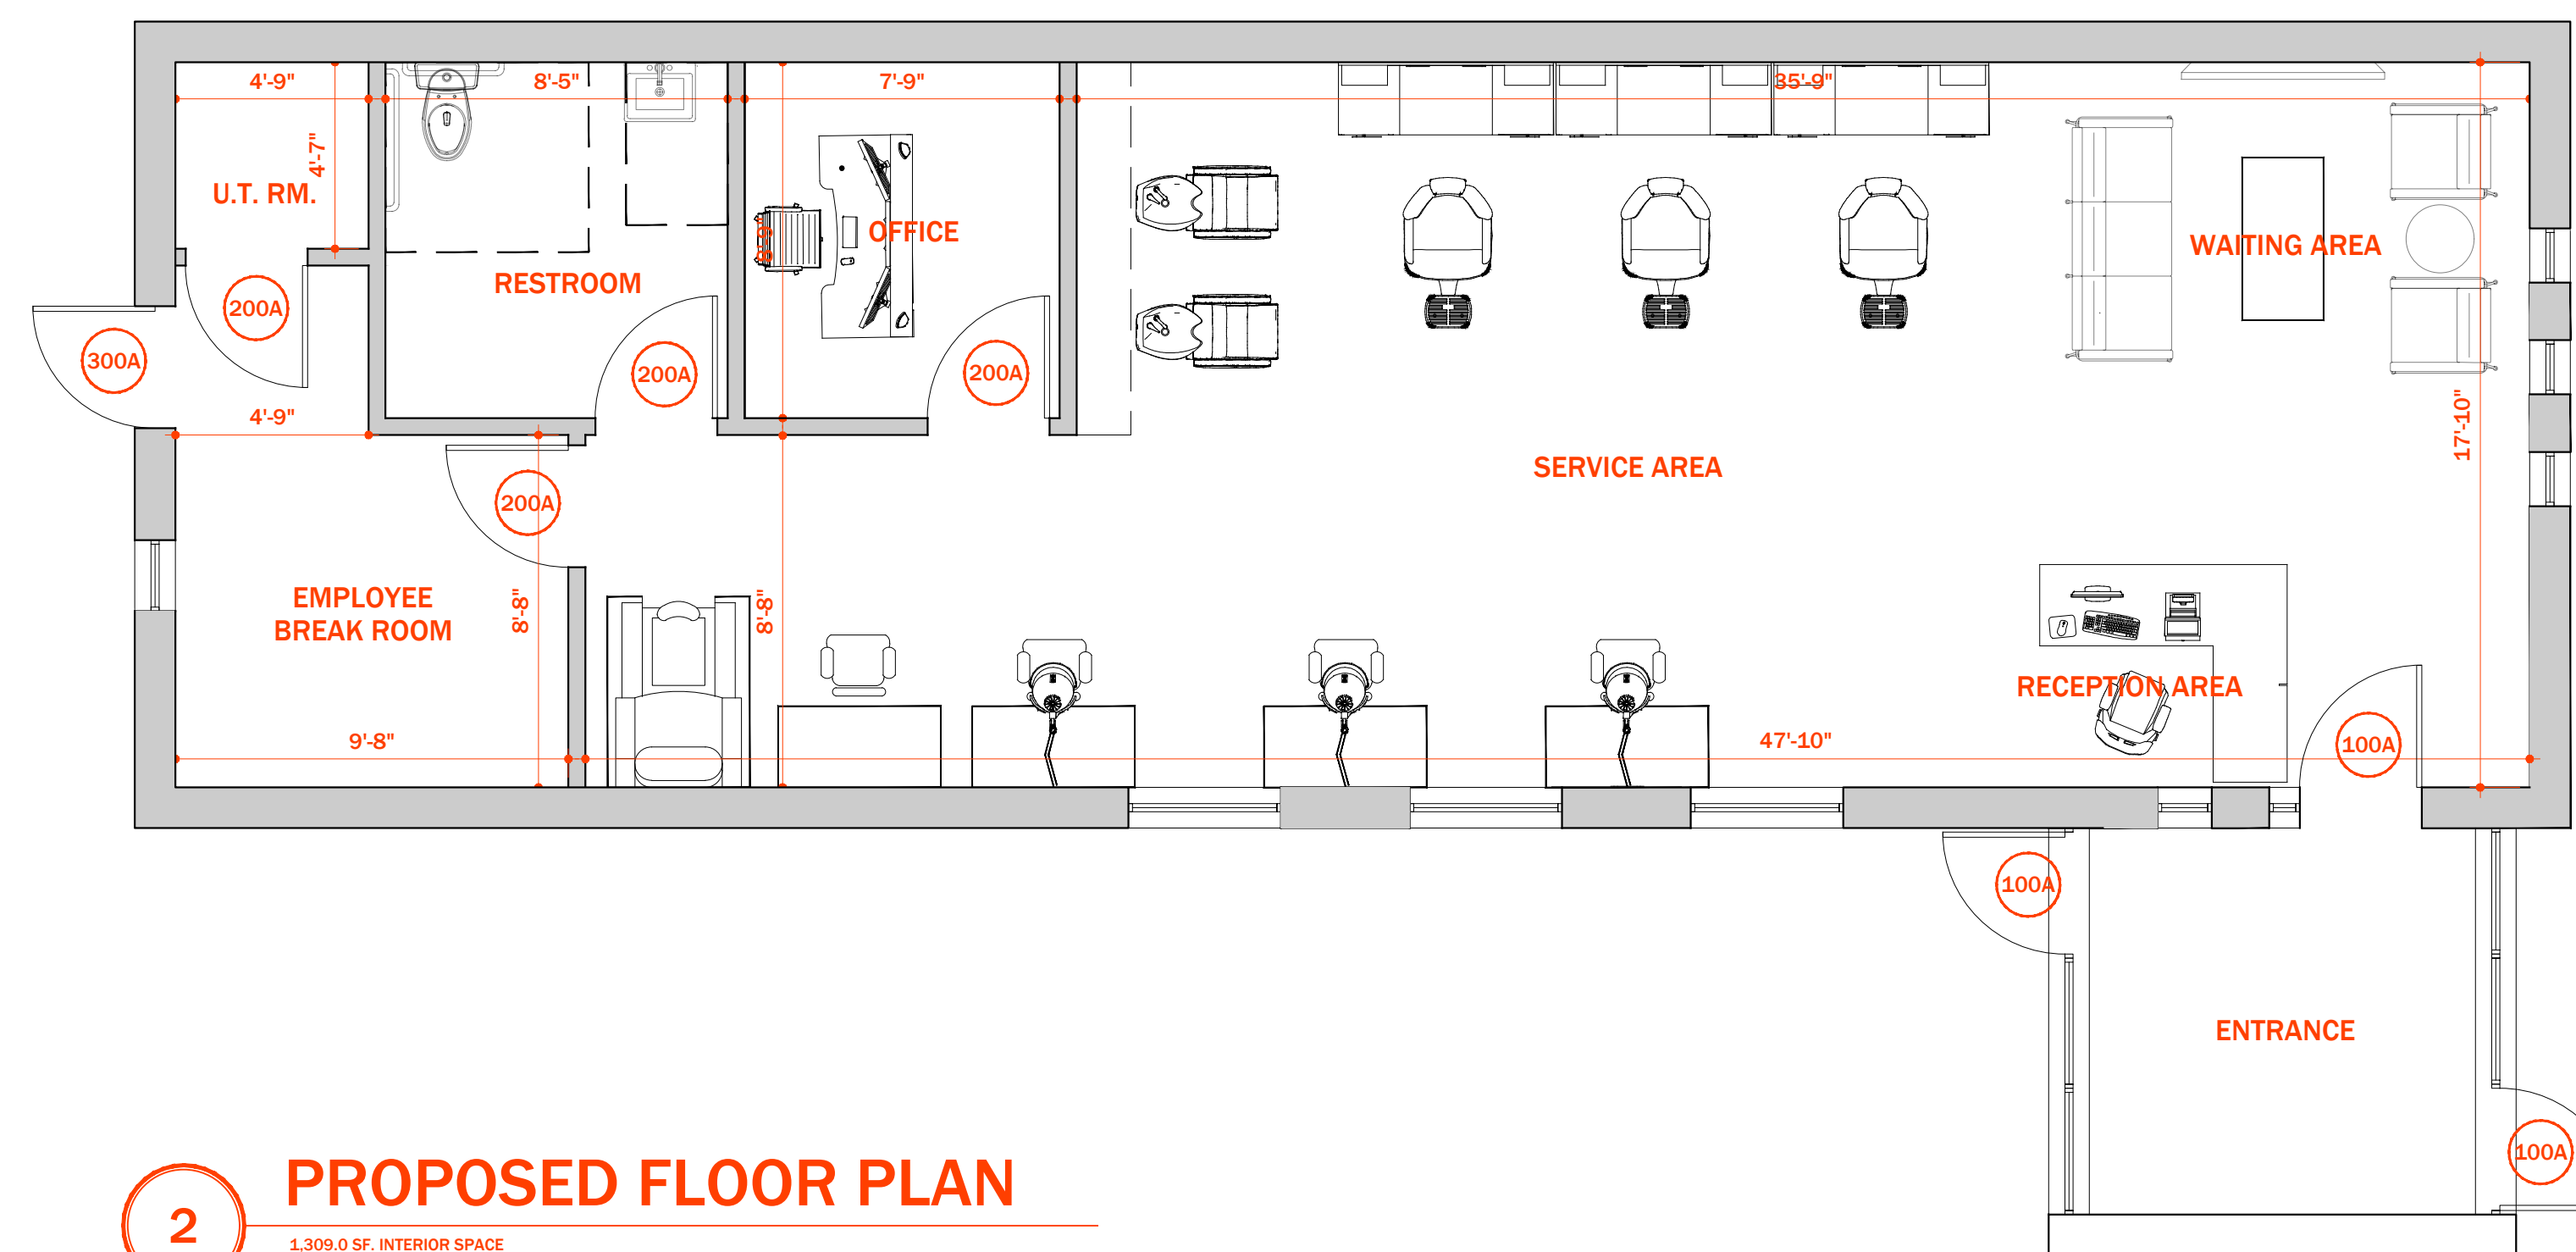 4'-9"
8'-5"
7'-9"
35'-9"
4'-7"
U.T. RM.
OFFICE
RESTROOM
WAITING AREA
200A
300A
200A
200A
4'-9"
17'-10"
SERVICE AREA
200A
EMPLOYEE
BREAK ROOM
8'-8"
8'-8"
RECEPTION AREA
9'-8"
47'-10"
100A
100A
ENTRANCE
100A
PROPOSED FLOOR PLAN
2
1,309.0 SF. INTERIOR SPACE